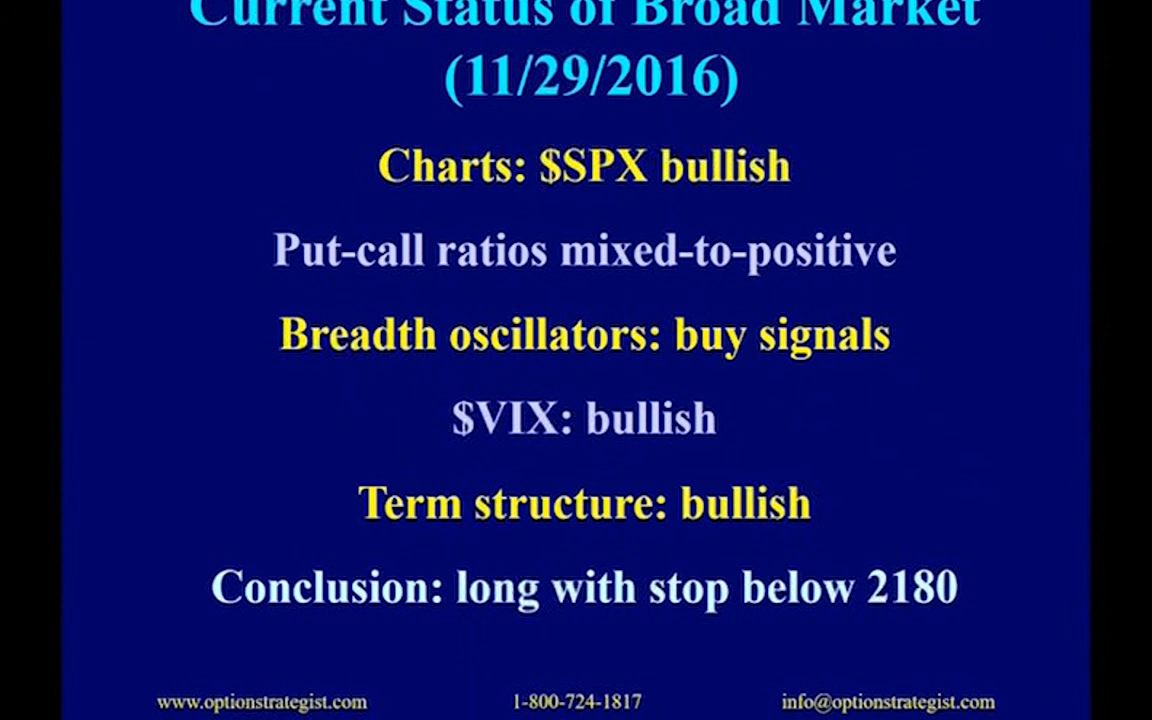 Current Status of Broad Market
(11/29/2016)
Charts: $SPX bullish
Put-call ratios mixed-to-positive
Breadth oscillators: buy signals
$VIX: bullish
Term structure: bullish
Conclusion: long with stop below 2180
www.optionstrategist.com 1-800-724-1817 info@optionstrategist.com